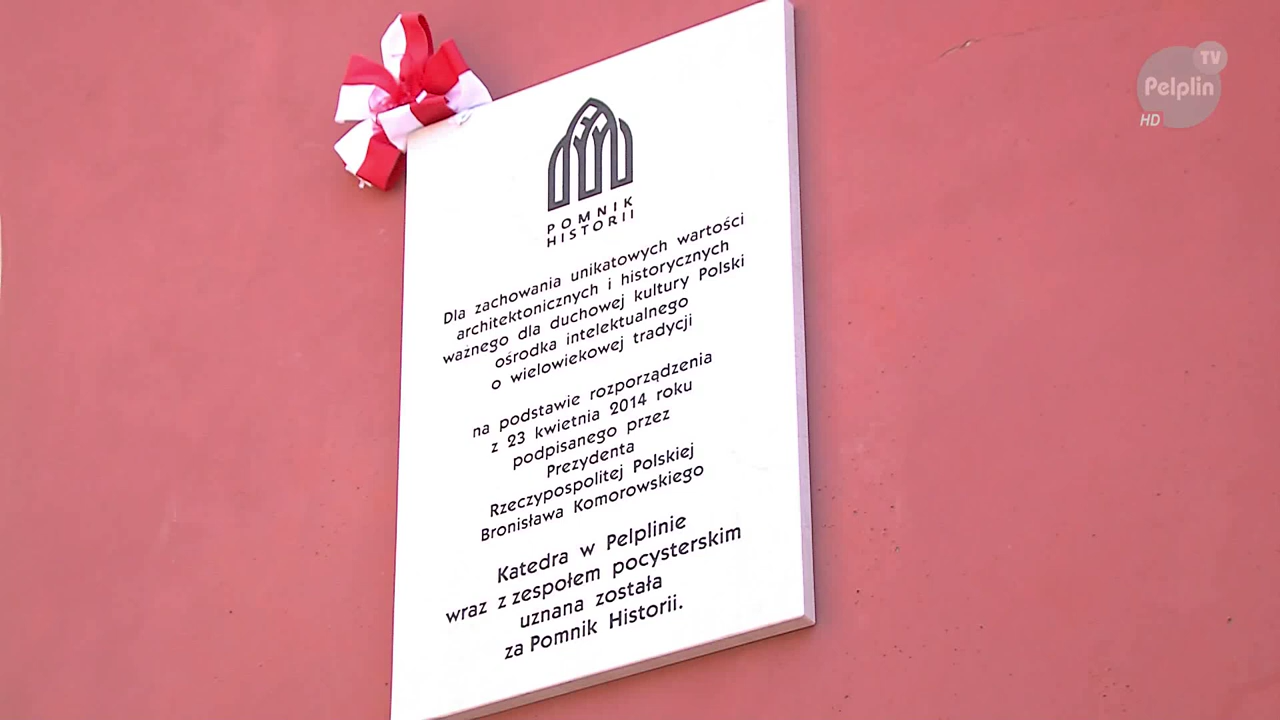 POMNIK
HISTORII
Dla zachowania unikatowych wartości
architektonicznych i historycznych
ważnego dla duchowej kultury Polski
ośrodka intelektualnego
o wielowiekowej tradycji
na podstawie rozporządzenia
z 23 kwietnia 2014 roku
podpisanego przez
Prezydenta
Rzeczypospolitej Polskiej
Bronisława Komorowskiego
Katedra w Pelplinie
wraz z zespołem pocysterskim
uznana została
za Pomnik Historii.
TV
Pelplin
HD